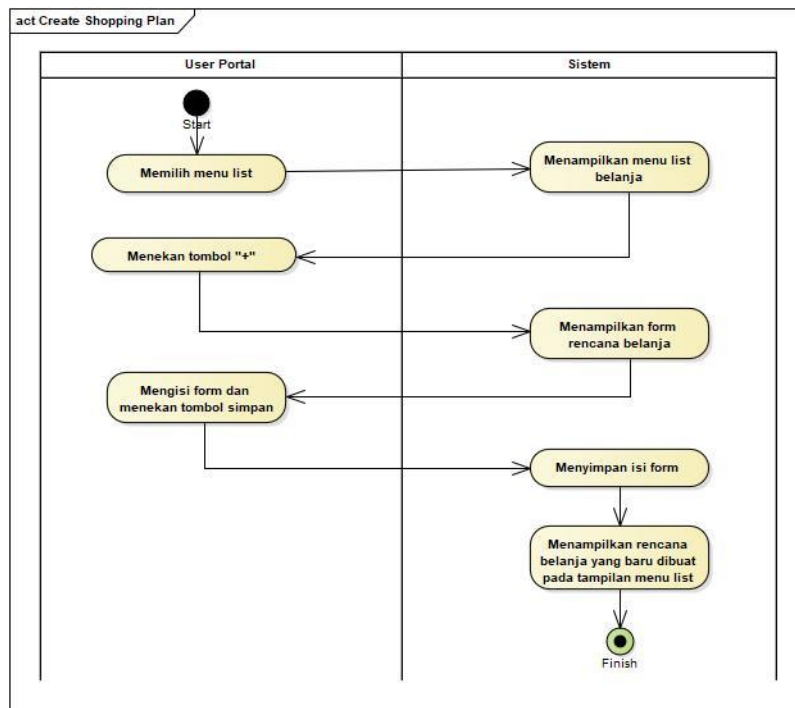 act Create Shopping Plan
User Portal
Sistem
Start
Memilih menu list
Menampilkan menu list
belanja
Menekan tombol "+"
Menampilkan form
rencana belanja
Mengisi form dan
menekan tombol simpan
Menyimpan isi form
Menampilkan rencana
belanja yang baru dibuat
pada tampilan menu list
Finish